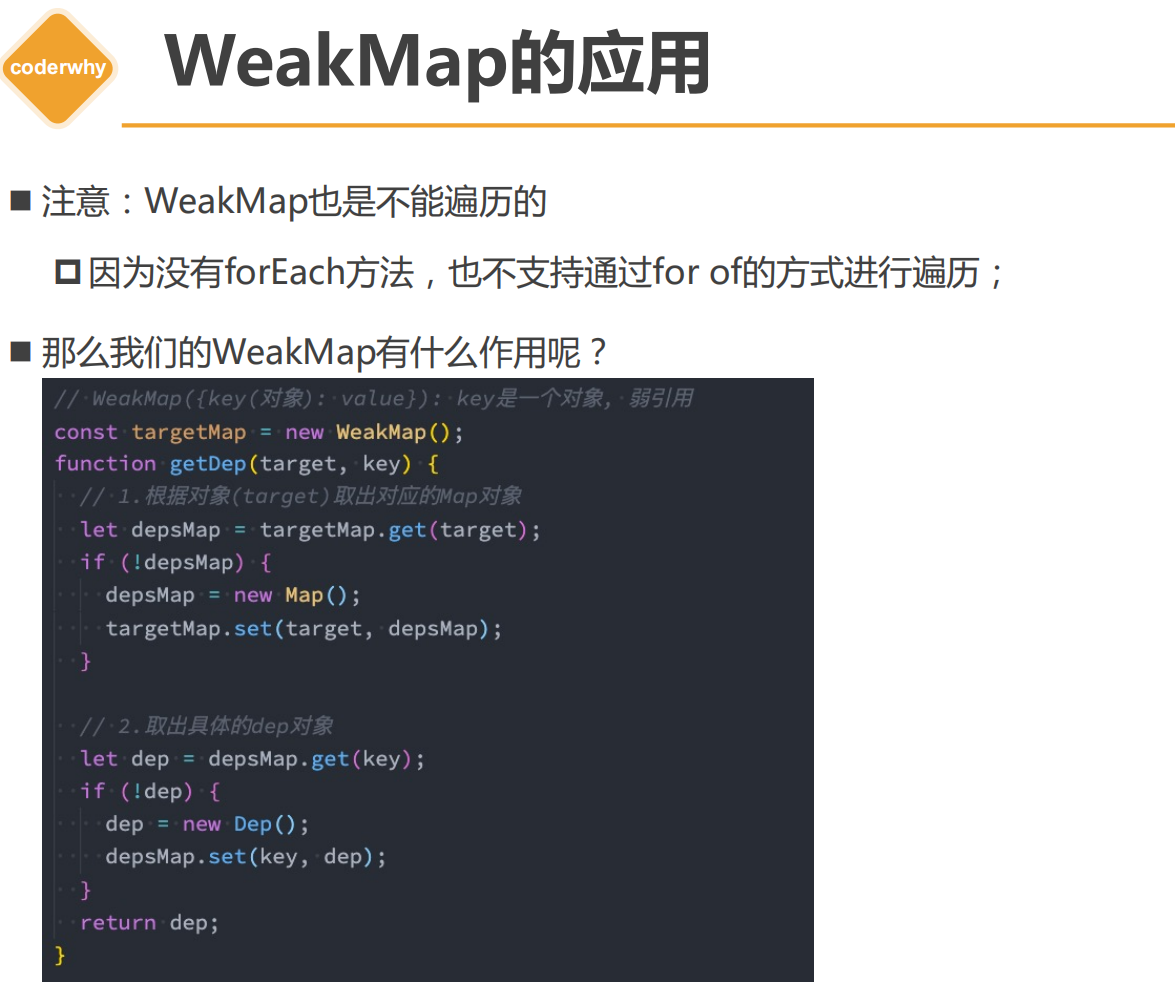 coderwhy
WeakMap的应用
注意：WeakMap也是不能遍历的
因为没有forEach方法，也不支持通过for of的方式进行遍历；
那么我们的WeakMap有什么作用呢？
// WeakMap({key(对象): value}): key是一个对象, 弱引用
const targetMap = new WeakMap();
function getDep(target, key) {
  // 1.根据对象(target)取出对应的Map对象
  let depsMap = targetMap.get(target);
  if (!depsMap) {
    depsMap = new Map();
    targetMap.set(target, depsMap);
  }
  // 2.取出具体的dep对象
  let dep = depsMap.get(key);
  if (!dep) {
    dep = new Dep();
    depsMap.set(key, dep);
  }
  return dep;
}